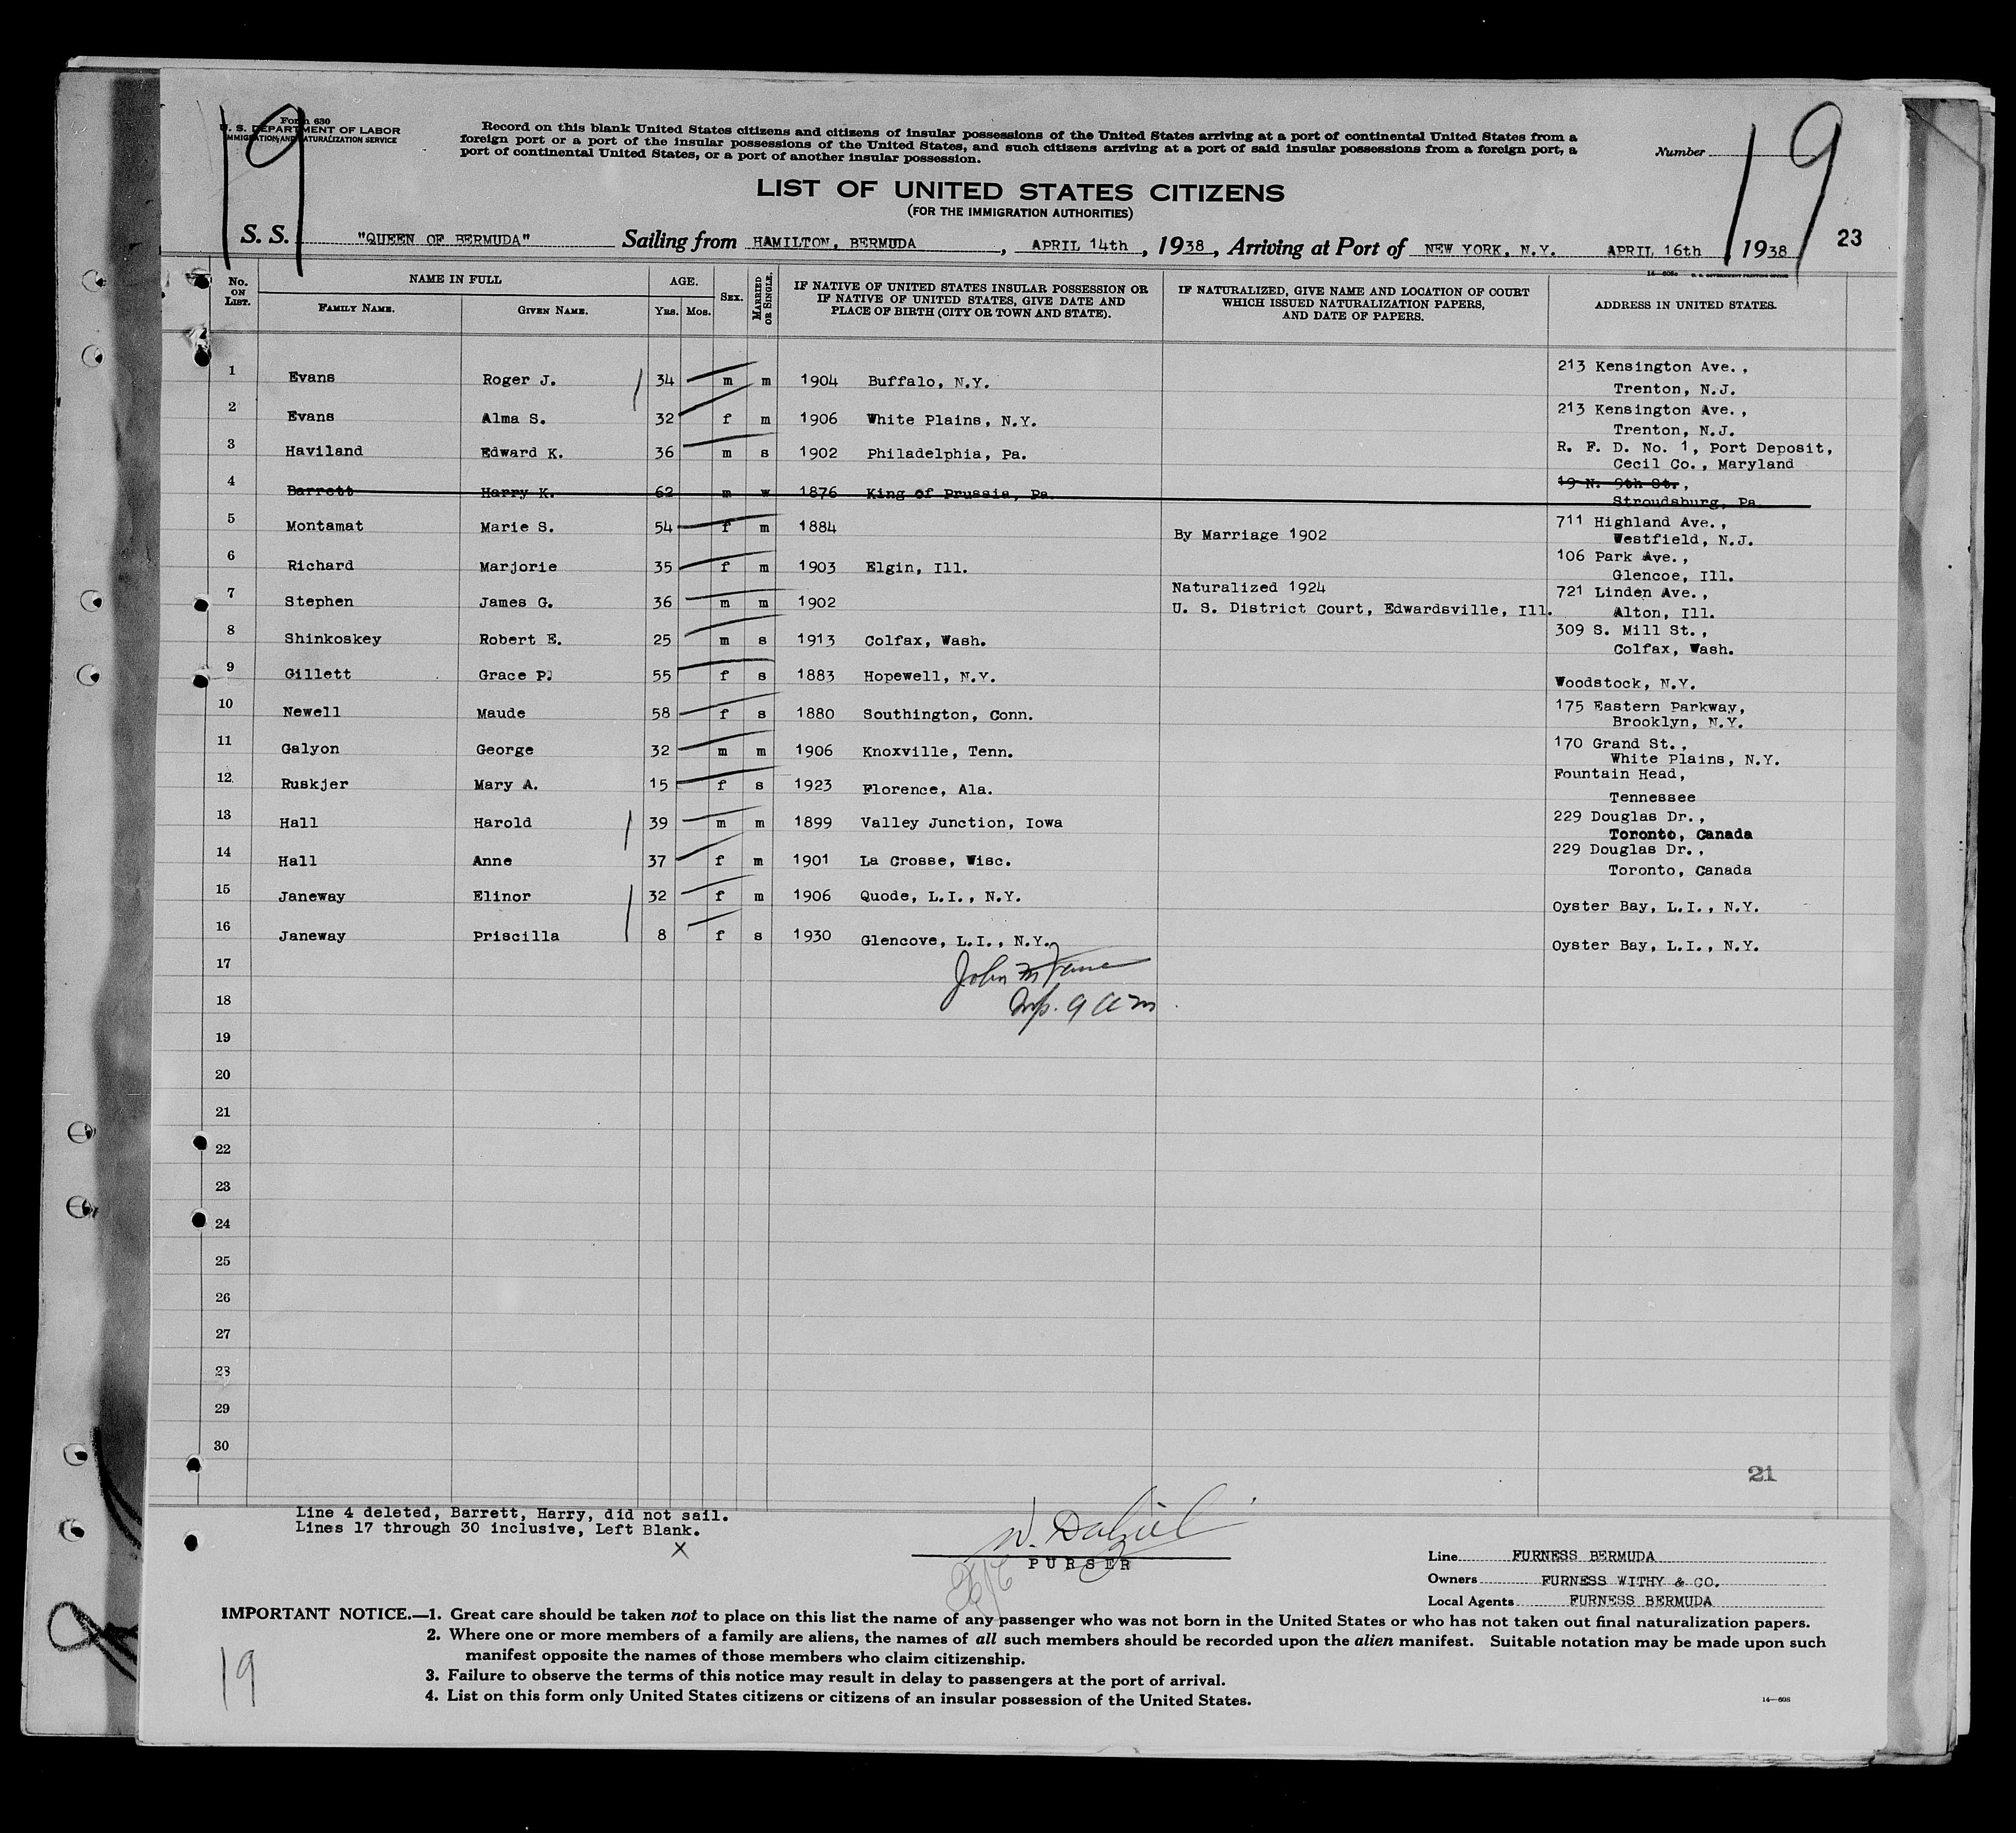 19
Form 630
U. S. DEPARTMENT OF LABOR
IMMIGRATION AND NATURALIZATION SERVICE
Record on this blank United States citizens and citizens of insular possessions of the United States arriving at a port of continental United States from a
foreign port or a port of the insular possessions of the United States, and such citizens arriving at a port of said insular possessions from a foreign port, a
port of continental United States, or a port of another insular possession.
Number 19
LIST OF UNITED STATES CITIZENS
(FOR THE IMMIGRATION AUTHORITIES)
S. S. "QUEEN OF BERMUDA" Sailing from HAMILTON, BERMUDA, APRIL 14th, 1938, Arriving at Port of NEW YORK, N.Y. APRIL 16th, 1938 23
No. ON LIST. NAME IN FULL FAMILY NAME. GIVEN NAME. AGE. YRS. MOS. SEX. MARRIED OR SINGLE. IF NATIVE OF UNITED STATES INSULAR POSSESSION OR IF NATIVE OF UNITED STATES, GIVE DATE AND PLACE OF BIRTH (CITY OR TOWN AND STATE). IF NATURALIZED, GIVE NAME AND LOCATION OF COURT WHICH ISSUED NATURALIZATION PAPERS, AND DATE OF PAPERS. ADDRESS IN UNITED STATES.
1 Evans Roger J. 34 m m 1904 Buffalo, N.Y. 213 Kensington Ave.,
Trenton, N.J.
2 Evans Alma S. 32 f m 1906 White Plains, N.Y. 213 Kensington Ave.,
Trenton, N.J.
3 Haviland Edward K. 36 m s 1902 Philadelphia, Pa. R. F. D. No. 1, Port Deposit,
Cecil Co., Maryland
4 Barrett Harry K. 62 m w 1876 King of Prussia, Pa. 19 N. 9th St.,
Stroudsburg, Pa.
5 Montamat Marie S. 54 f m 1884 By Marriage 1902 711 Highland Ave.,
Westfield, N.J.
6 Richard Marjorie 35 f m 1903 Elgin, Ill. 106 Park Ave.,
Glencoe, Ill.
7 Stephen James G. 36 m m 1902 Naturalized 1924 721 Linden Ave.,
U. S. District Court, Edwardsville, Ill. Alton, Ill.
8 Shinkoskey Robert E. 25 m s 1913 Colfax, Wash. 309 S. Mill St.,
Colfax, Wash.
9 Gillett Grace P. 55 f s 1883 Hopewell, N.Y. Woodstock, N.Y.
10 Newell Maude 58 f s 1880 Southington, Conn. 175 Eastern Parkway,
Brooklyn, N.Y.
11 Galyon George 32 m m 1906 Knoxville, Tenn. 170 Grand St.,
White Plains, N.Y.
12 Ruskjer Mary A. 15 f s 1923 Florence, Ala. Fountain Head,
Tennessee
13 Hall Harold 39 m m 1899 Valley Junction, Iowa 229 Douglas Dr.,
Toronto, Canada
14 Hall Anne 37 f m 1901 La Crosse, Wisc. 229 Douglas Dr.,
Toronto, Canada
15 Janeway Elinor 32 f m 1906 Quode, L.I., N.Y. Oyster Bay, L.I., N.Y.
16 Janeway Priscilla 8 f s 1930 Glencove, L.I., N.Y. Oyster Bay, L.I., N.Y.
17 John M
18
19
20
21
22
23
24
25
26
27
28
29
30
21
Line 4 deleted, Barrett, Harry, did not sail.
Lines 17 through 30 inclusive, Left Blank.
X
PURSER
Line FURNESS BERMUDA
Owners FURNESS WITHY & CO.
Local Agents FURNESS BERMUDA
IMPORTANT NOTICE.—1. Great care should be taken not to place on this list the name of any passenger who was not born in the United States or who has not taken out final naturalization papers.
2. Where one or more members of a family are aliens, the names of all such members should be recorded upon the alien manifest. Suitable notation may be made upon such
manifest opposite the names of those members who claim citizenship.
3. Failure to observe the terms of this notice may result in delay to passengers at the port of arrival.
4. List on this form only United States citizens or citizens of an insular possession of the United States.
19
14—608